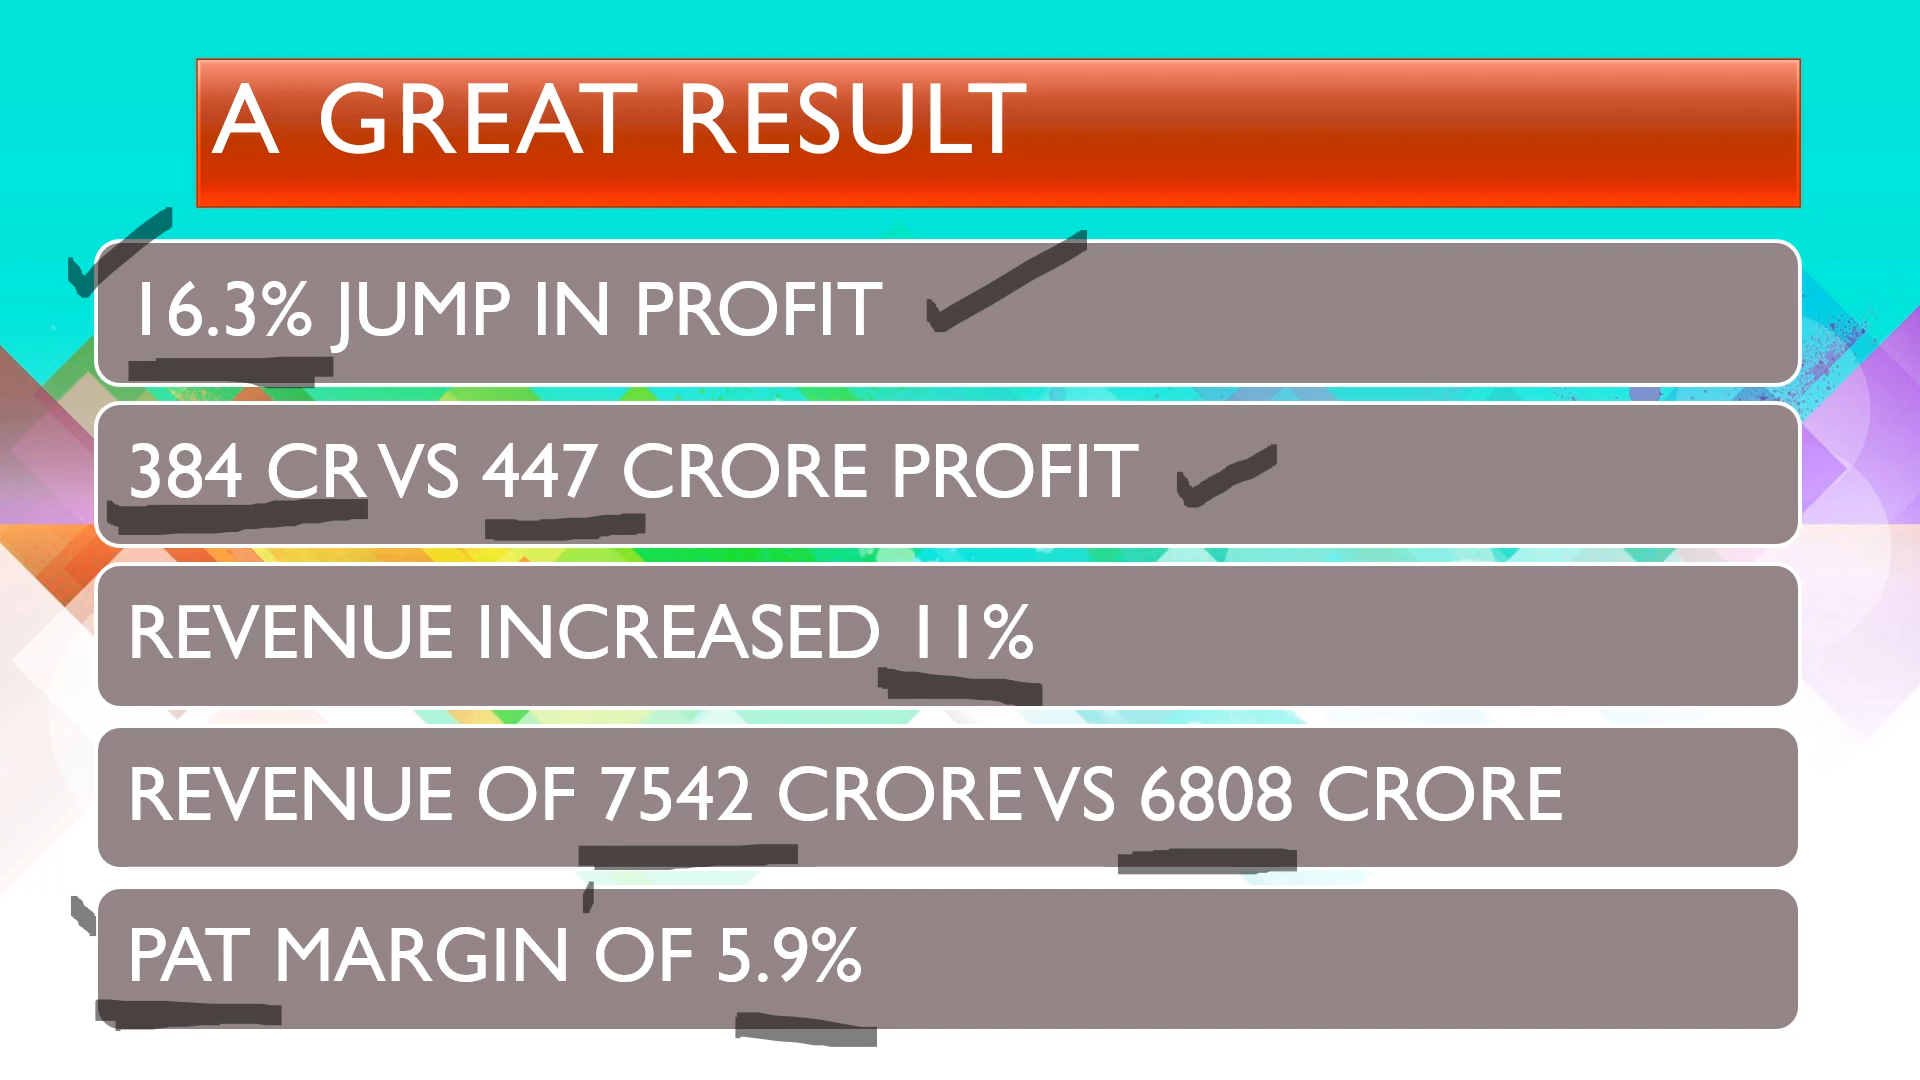 A GREAT RESULT
16.3% JUMP IN PROFIT
384 CR VS 447 CRORE PROFIT
REVENUE INCREASED 11%
REVENUE OF 7542 CRORE VS 6808 CRORE
PAT MARGIN OF 5.9%